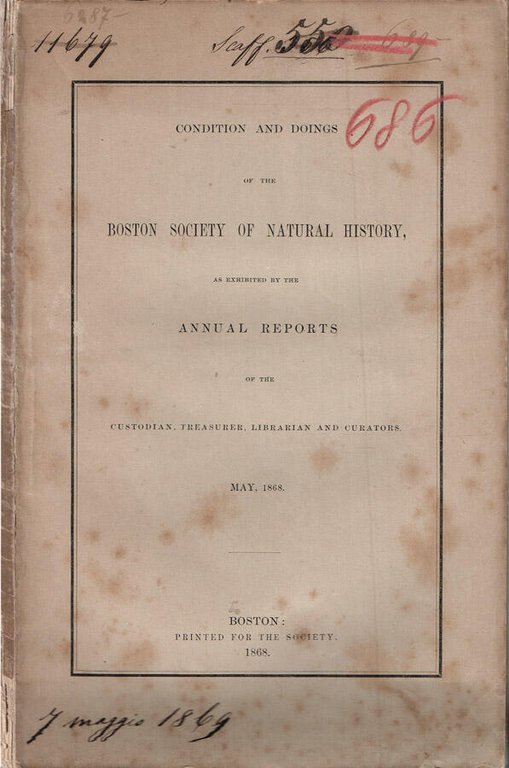 11679
Scaff. 552
686
CONDITION AND DOINGS
OF THE
BOSTON SOCIETY OF NATURAL HISTORY,
AS EXHIBITED BY THE
ANNUAL REPORTS
OF THE
CUSTODIAN, TREASURER, LIBRARIAN AND CURATORS.
MAY, 1868.
BOSTON:
PRINTED FOR THE SOCIETY.
1868.
7 maggio 1869